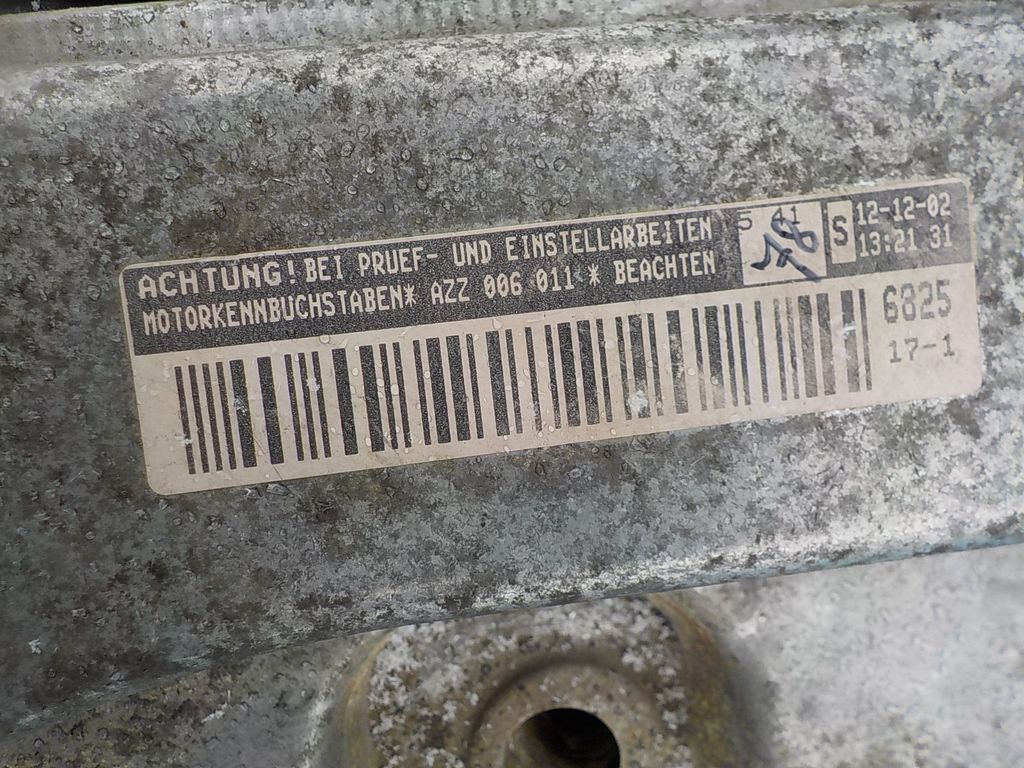 ACHTUNG! BEI PRUEF- UND EINSTELLARBEITEN
MOTORKENNBUCHSTABEN* AZZ 006 011 * BEACHTEN
5 41
S
12-12-02
13:21 31
6825
17-1